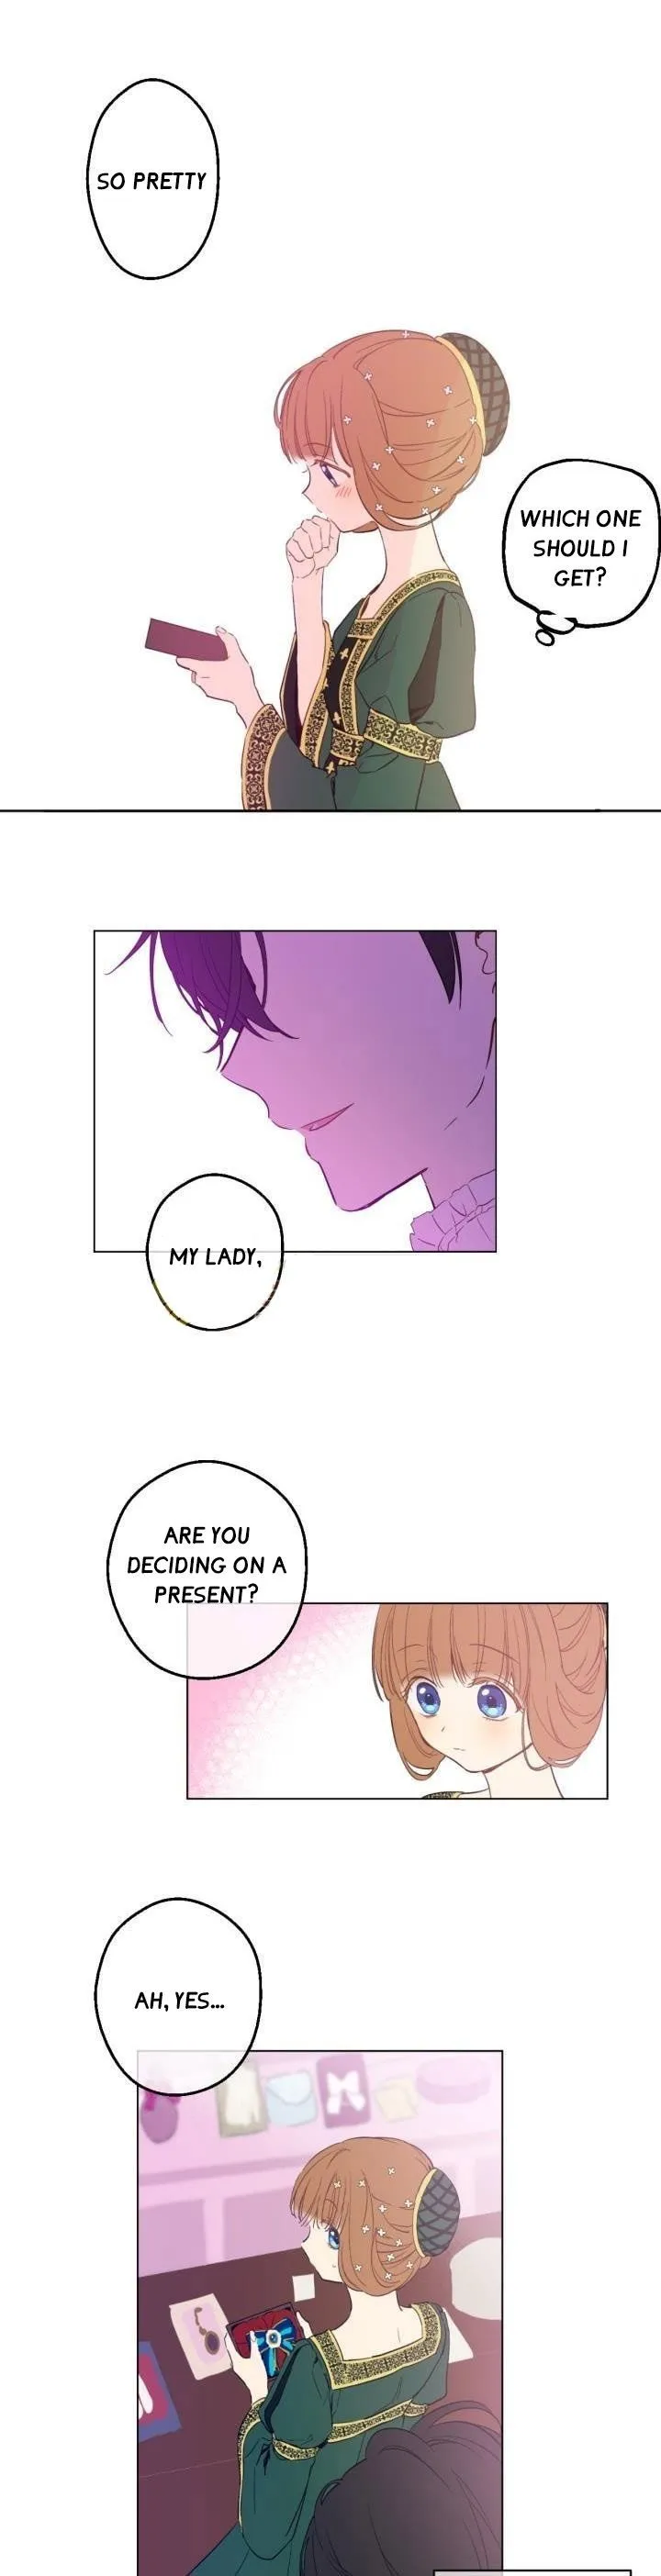 SO PRETTY
WHICH ONE
SHOULD I
GET?
MY LADY,
ARE YOU
DECIDING ON A
PRESENT?
AH, YES...